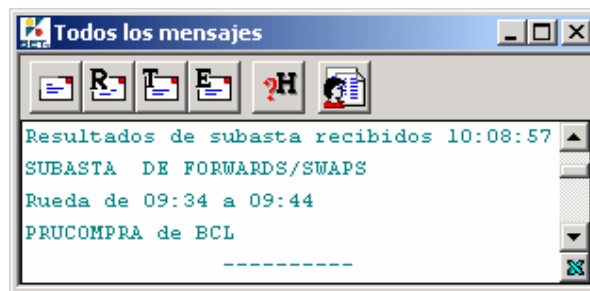 Todos los mensajes
R T E ?H
Resultados de subasta recibidos 10:08:57
SUBASTA DE FORWARDS/SWAPS
Rueda de 09:34 a 09:44
PRUCOMPRA de BCL
----------